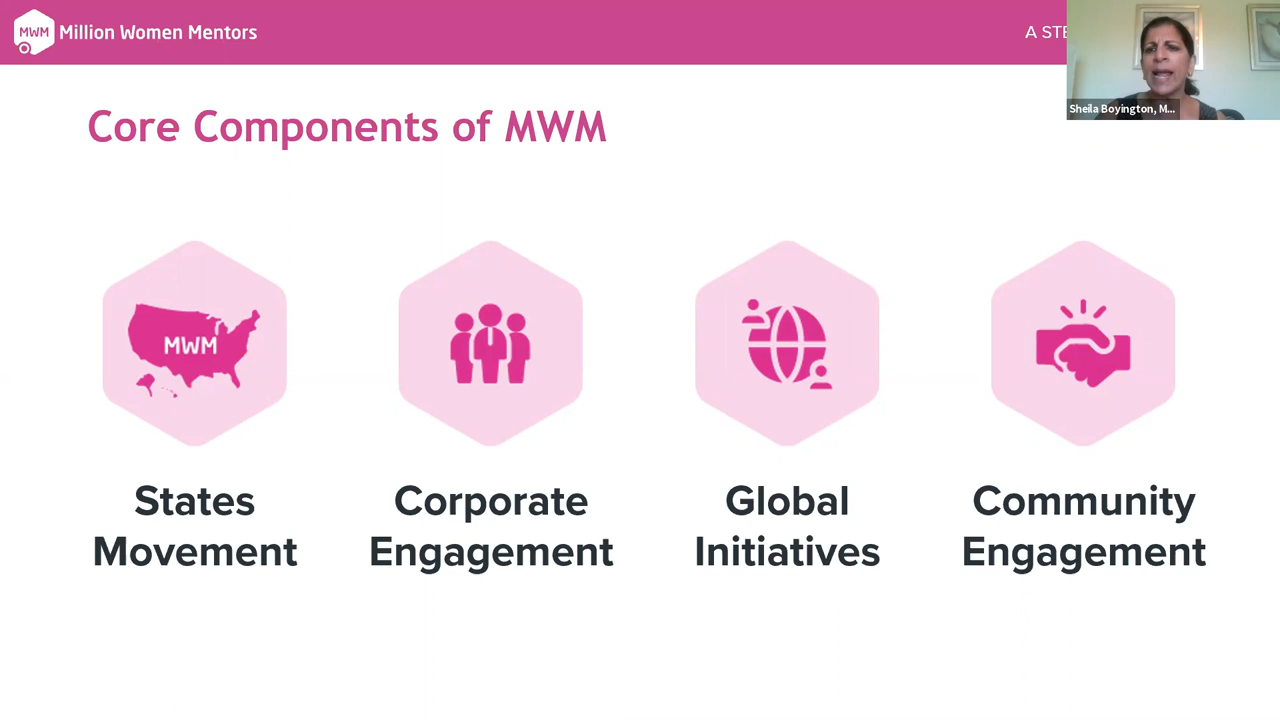 MWM
Million Women Mentors
A STE
Sheila Boyington, M...
Core Components of MWM
MWM
States
Movement
Corporate
Engagement
Global
Initiatives
Community
Engagement